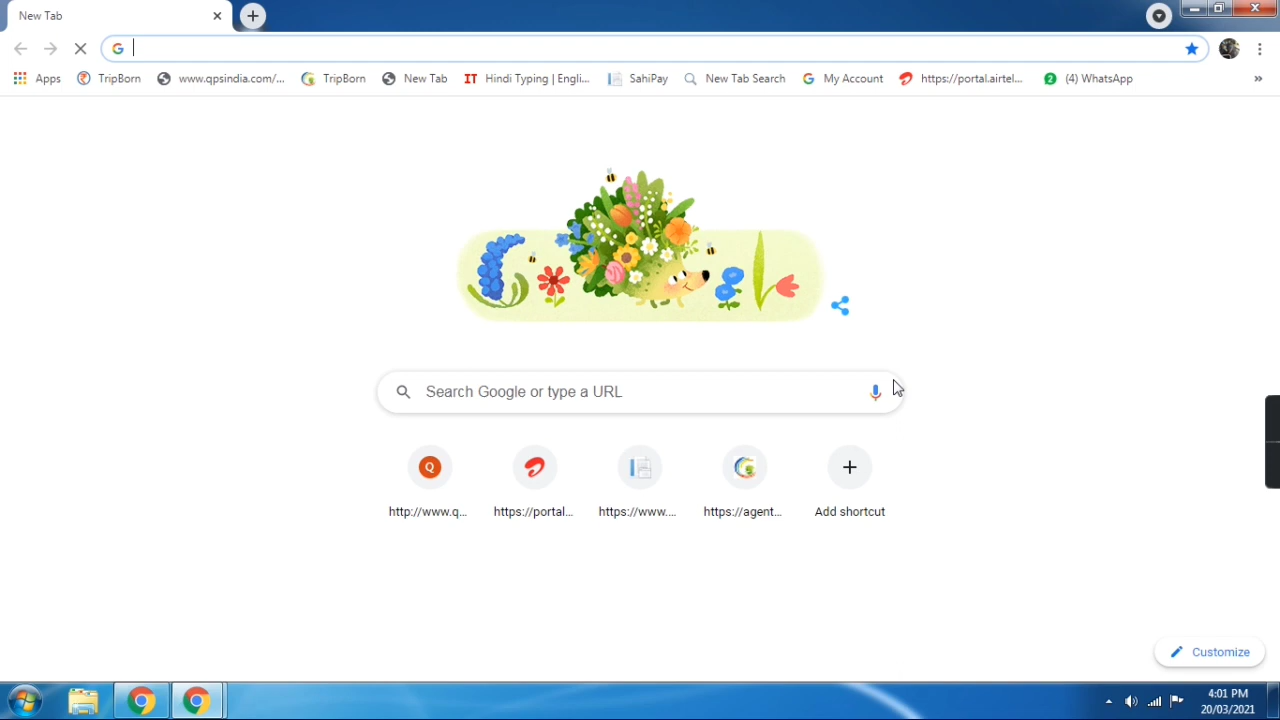 New Tab
Apps TripBorn www.qpsindia.com/... TripBorn New Tab Hindi Typing | Engli... SahiPay New Tab Search My Account https://portal.airtel... 2 (4) WhatsApp »
Search Google or type a URL
Q
http://www.q... https://portal... https://www.... https://agent... Add shortcut
Customize
4:01 PM
20/03/2021